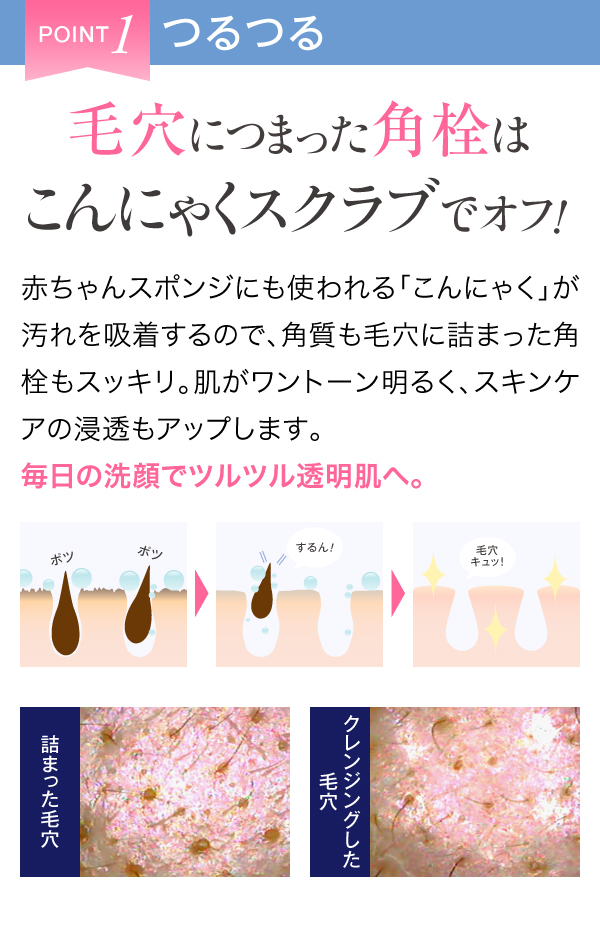 POINT 1 つるつる
毛穴につまった角栓は
こんにゃくスクラブでオフ!
赤ちゃんスポンジにも使われる「こんにゃく」が
汚れを吸着するので、角質も毛穴に詰まった角
栓もスッキリ。肌がワントーン明るく、スキンケ
アの浸透もアップします。
毎日の洗顔でツルツル透明肌へ。
ポツ
ポツ
するん!
毛穴
キュッ!
詰まった毛穴
クレンジングした
毛穴